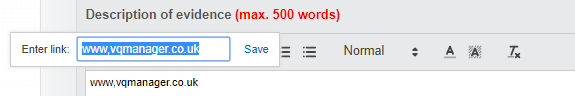 Description of evidence (max. 500 words)
Enter link: www,vqmanager.co.uk Save
Normal
www,vqmanager.co.uk